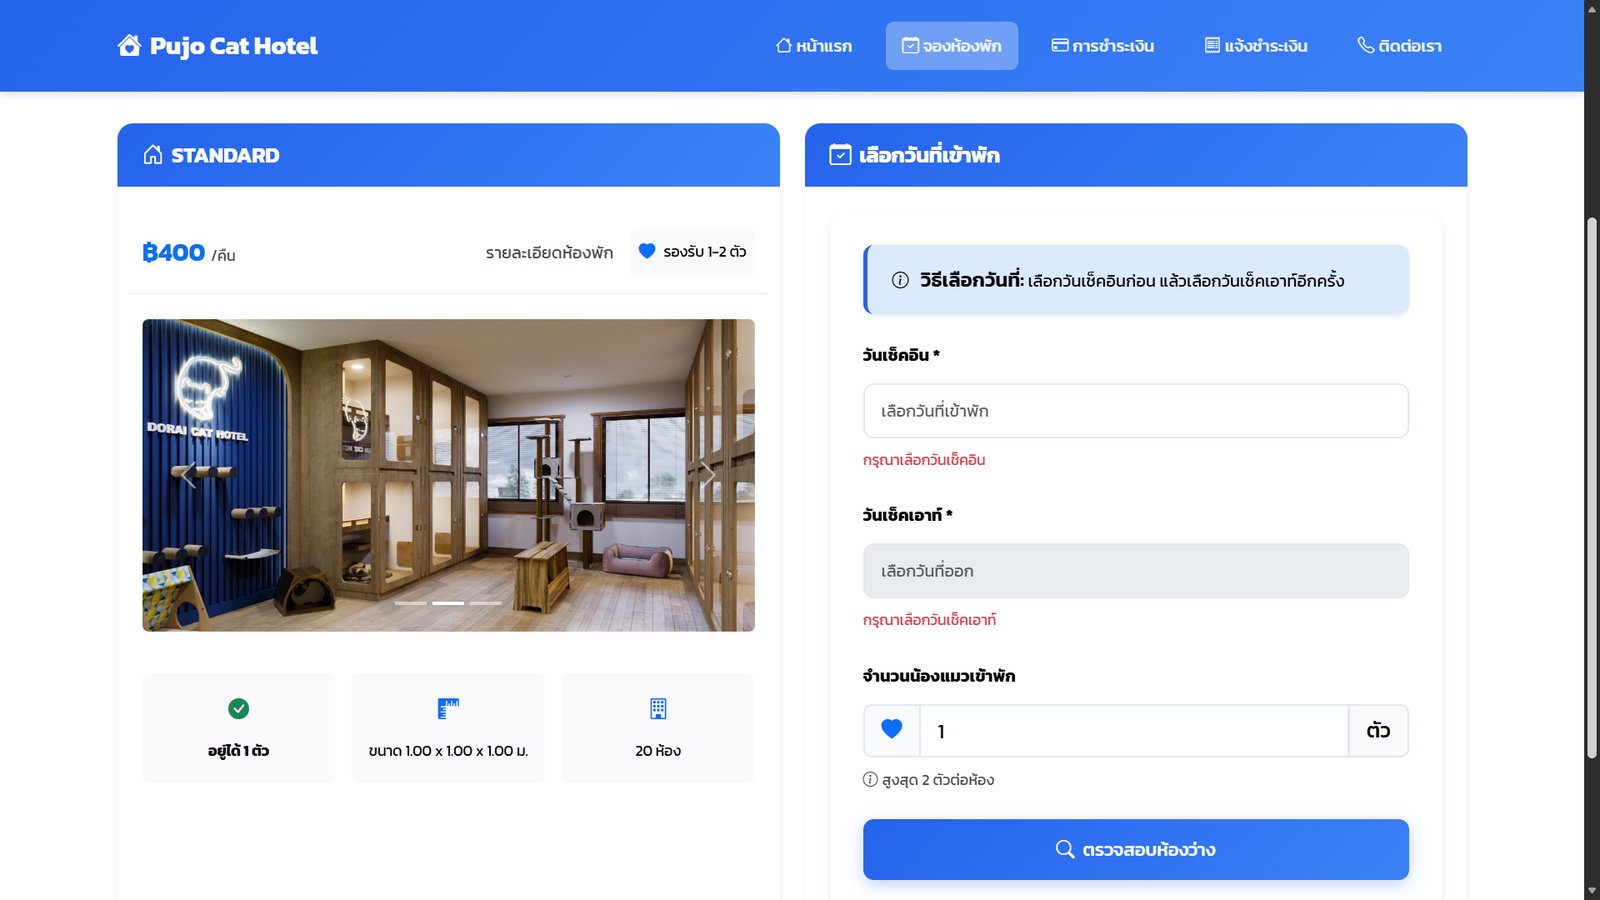 Pujo Cat Hotel
หน้าแรก
จองห้องพัก
การชำระเงิน
แจ้งชำระเงิน
ติดต่อเรา
STANDARD
฿400 /คืน
รายละเอียดห้องพัก
รองรับ 1-2 ตัว
DORAI CAT HOTEL
อยู่ได้ 1 ตัว
ขนาด 1.00 x 1.00 x 1.00 ม.
20 ห้อง
เลือกวันที่เข้าพัก
วิธีเลือกวันที่: เลือกวันเช็คอินก่อน แล้วเลือกวันเช็คเอาท์อีกครั้ง
วันเช็คอิน *
เลือกวันที่เข้าพัก
กรุณาเลือกวันเช็คอิน
วันเช็คเอาท์ *
เลือกวันที่ออก
กรุณาเลือกวันเช็คเอาท์
จำนวนน้องแมวเข้าพัก
1 ตัว
สูงสุด 2 ตัวต่อห้อง
ตรวจสอบห้องว่าง